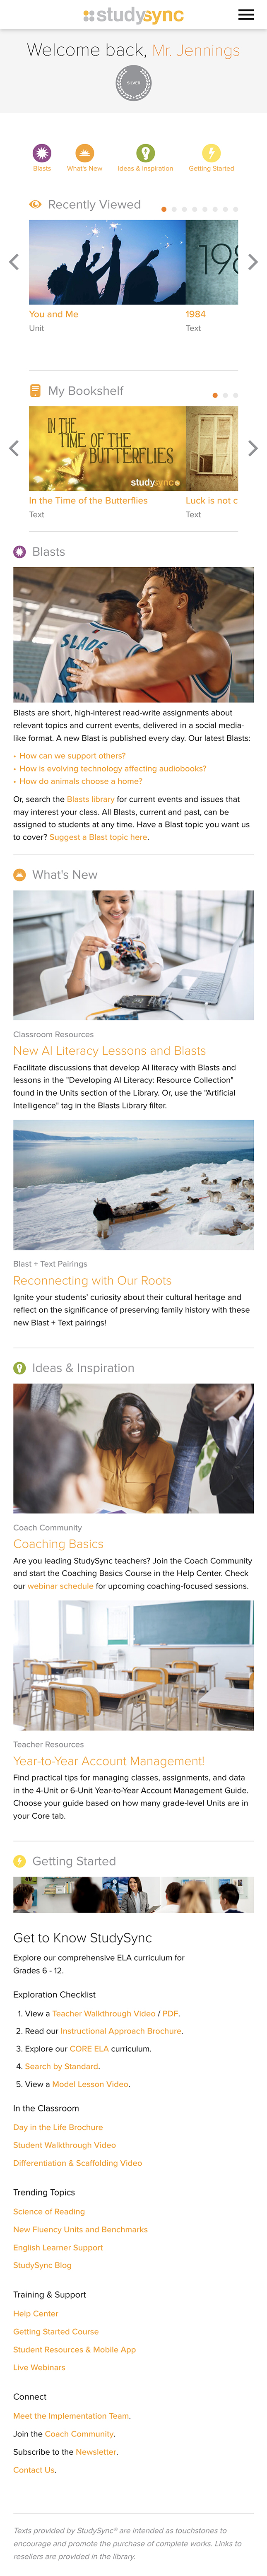 studysync
Welcome back, Mr. Jennings
SILVER
Blasts
What's New
Ideas & Inspiration
Getting Started
Recently Viewed
198
You and Me
1984
Unit
Text
My Bookshelf
IN THE
TIME OF THE
BUTTERFLIES
studysync
In the Time of the Butterflies
Luck is not c
Text
Text
Blasts
SLADE
Blasts are short, high-interest read-write assignments about
relevant topics and current events, delivered in a social media-
like format. A new Blast is published every day. Our latest Blasts:
• How can we support others?
• How is evolving technology affecting audiobooks?
• How do animals choose a home?
Or, search the Blasts library for current events and issues that
may interest your class. All Blasts, current and past, can be
assigned to students at any time. Have a Blast topic you want us
to cover? Suggest a Blast topic here.
What's New
Classroom Resources
New AI Literacy Lessons and Blasts
Facilitate discussions that develop AI literacy with Blasts and
lessons in the "Developing AI Literacy: Resource Collection"
found in the Units section of the Library. Or, use the "Artificial
Intelligence" tag in the Blasts Library filter.
Blast + Text Pairings
Reconnecting with Our Roots
Ignite your students' curiosity about their cultural heritage and
reflect on the significance of preserving family history with these
new Blast + Text pairings!
Ideas & Inspiration
Coach Community
Coaching Basics
Are you leading StudySync teachers? Join the Coach Community
and start the Coaching Basics Course in the Help Center. Check
our webinar schedule for upcoming coaching-focused sessions.
Teacher Resources
Year-to-Year Account Management!
Find practical tips for managing classes, assignments, and data
in the 4-Unit or 6-Unit Year-to-Year Account Management Guide.
Choose your guide based on how many grade-level Units are in
your Core tab.
Getting Started
Get to Know StudySync
Explore our comprehensive ELA curriculum for
Grades 6 - 12.
Exploration Checklist
1. View a Teacher Walkthrough Video / PDF.
2. Read our Instructional Approach Brochure.
3. Explore our CORE ELA curriculum.
4. Search by Standard.
5. View a Model Lesson Video.
In the Classroom
Day in the Life Brochure
Student Walkthrough Video
Differentiation & Scaffolding Video
Trending Topics
Science of Reading
New Fluency Units and Benchmarks
English Learner Support
StudySync Blog
Training & Support
Help Center
Getting Started Course
Student Resources & Mobile App
Live Webinars
Connect
Meet the Implementation Team.
Join the Coach Community.
Subscribe to the Newsletter.
Contact Us.
Texts provided by StudySync® are intended as touchstones to
encourage and promote the purchase of complete works. Links to
resellers are provided in the library.